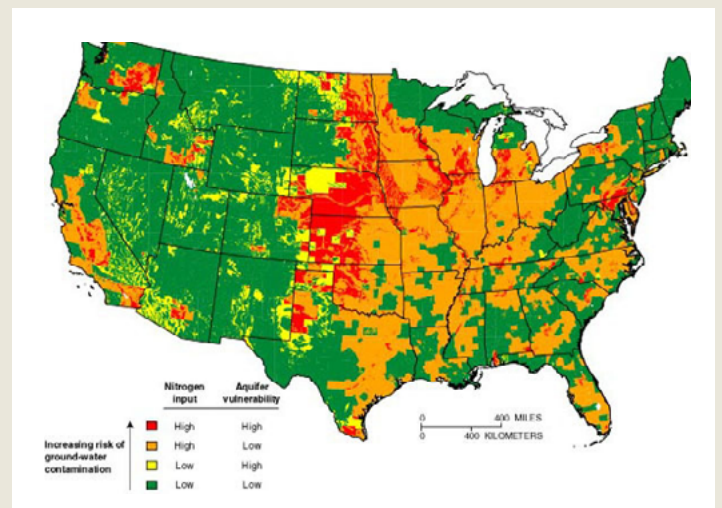 Nitrogen input
Aquifer vulnerability
Increasing risk of
ground-water
contamination
High High
High Low
Low High
Low Low
0 400 MILES
0 400 KILOMETERS